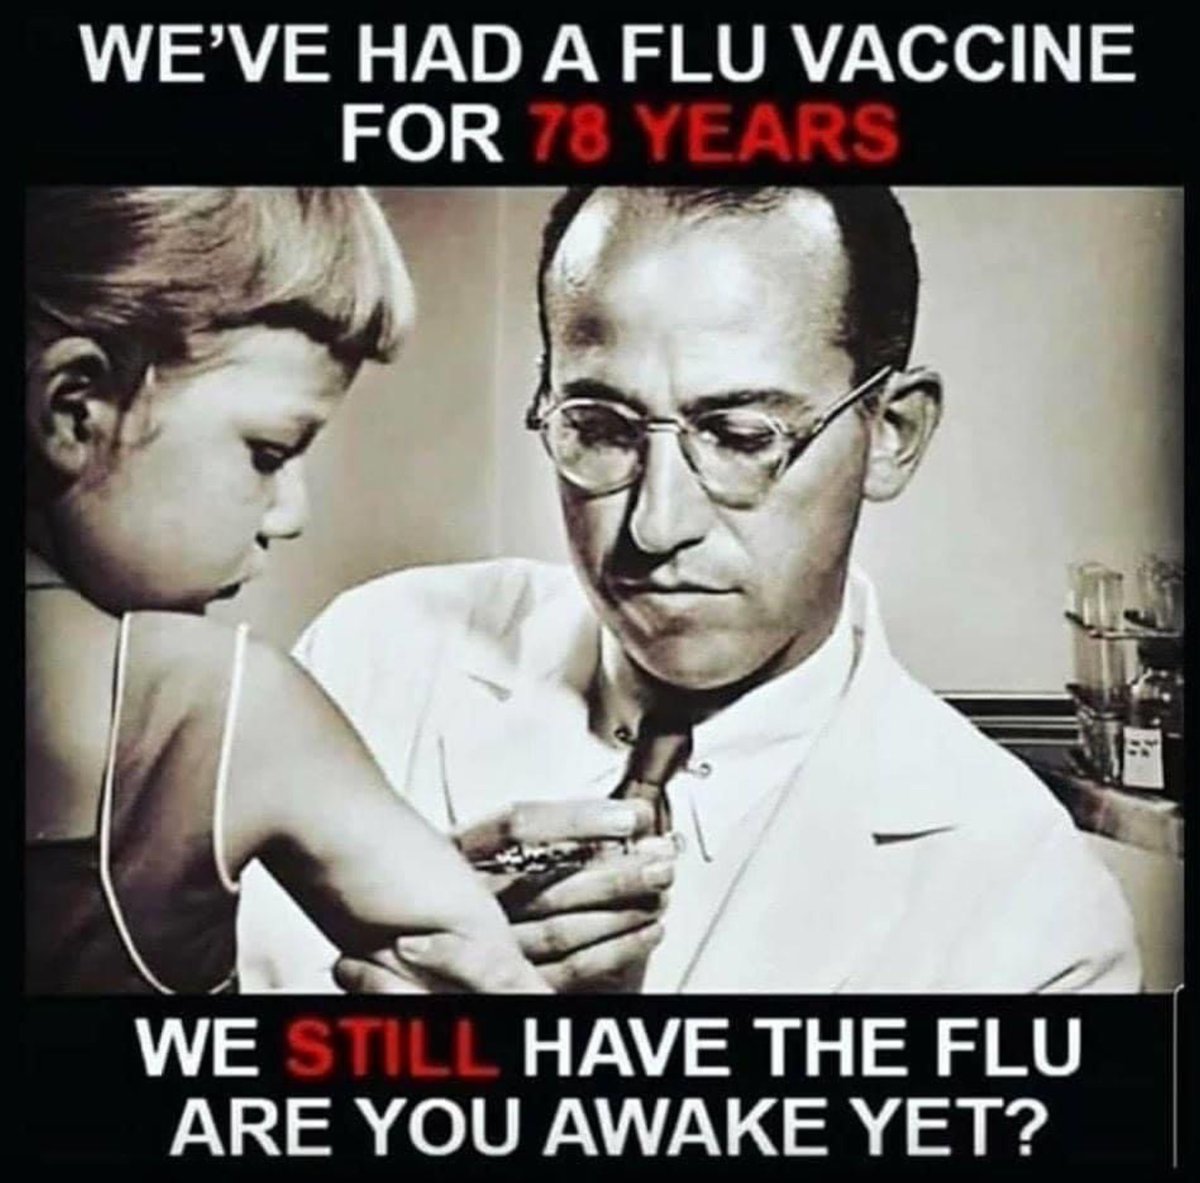 WE'VE HAD A FLU VACCINE
FOR 78 YEARS
WE STILL HAVE THE FLU
ARE YOU AWAKE YET?